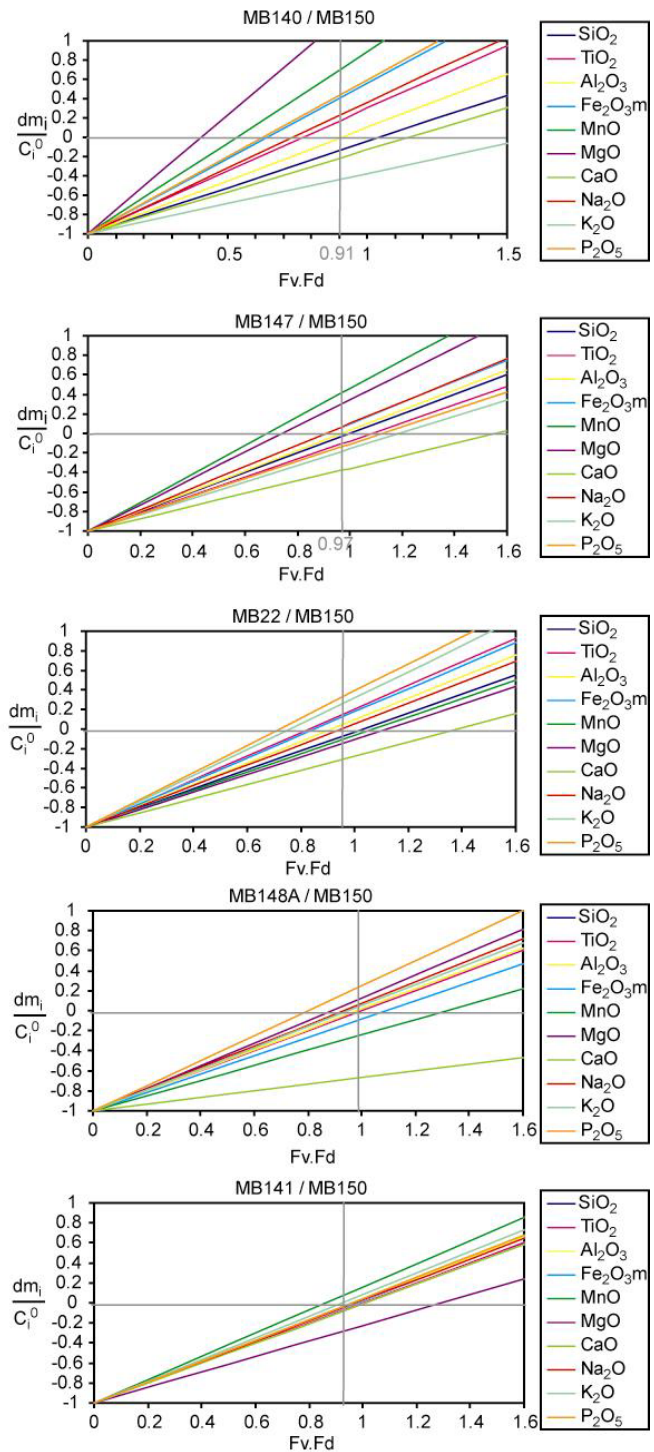 MB140 / MB150
dmᵢ
Cᵢ⁰
1
0.8
0.6
0.4
0.2
0
-0.2
-0.4
-0.6
-0.8
-1
0
0.5
0.91
1
1.5
Fv.Fd
SiO₂
TiO₂
Al₂O₃
Fe₂O₃m
MnO
MgO
CaO
Na₂O
K₂O
P₂O₅
MB147 / MB150
dmᵢ
Cᵢ⁰
1
0.8
0.6
0.4
0.2
0
-0.2
-0.4
-0.6
-0.8
-1
0
0.2
0.4
0.6
0.8
0.97
1
1.2
1.4
1.6
Fv.Fd
SiO₂
TiO₂
Al₂O₃
Fe₂O₃m
MnO
MgO
CaO
Na₂O
K₂O
P₂O₅
MB22 / MB150
dmᵢ
Cᵢ⁰
1
0.8
0.6
0.4
0.2
0
-0.2
-0.4
-0.6
-0.8
-1
0
0.2
0.4
0.6
0.8
1
1.2
1.4
1.6
Fv.Fd
SiO₂
TiO₂
Al₂O₃
Fe₂O₃m
MnO
MgO
CaO
Na₂O
K₂O
P₂O₅
MB148A / MB150
dmᵢ
Cᵢ⁰
1
0.8
0.6
0.4
0.2
0
-0.2
-0.4
-0.6
-0.8
-1
0
0.2
0.4
0.6
0.8
1
1.2
1.4
1.6
Fv.Fd
SiO₂
TiO₂
Al₂O₃
Fe₂O₃m
MnO
MgO
CaO
Na₂O
K₂O
P₂O₅
MB141 / MB150
dmᵢ
Cᵢ⁰
1
0.8
0.6
0.4
0.2
0
-0.2
-0.4
-0.6
-0.8
-1
0
0.2
0.4
0.6
0.8
1
1.2
1.4
1.6
Fv.Fd
SiO₂
TiO₂
Al₂O₃
Fe₂O₃m
MnO
MgO
CaO
Na₂O
K₂O
P₂O₅